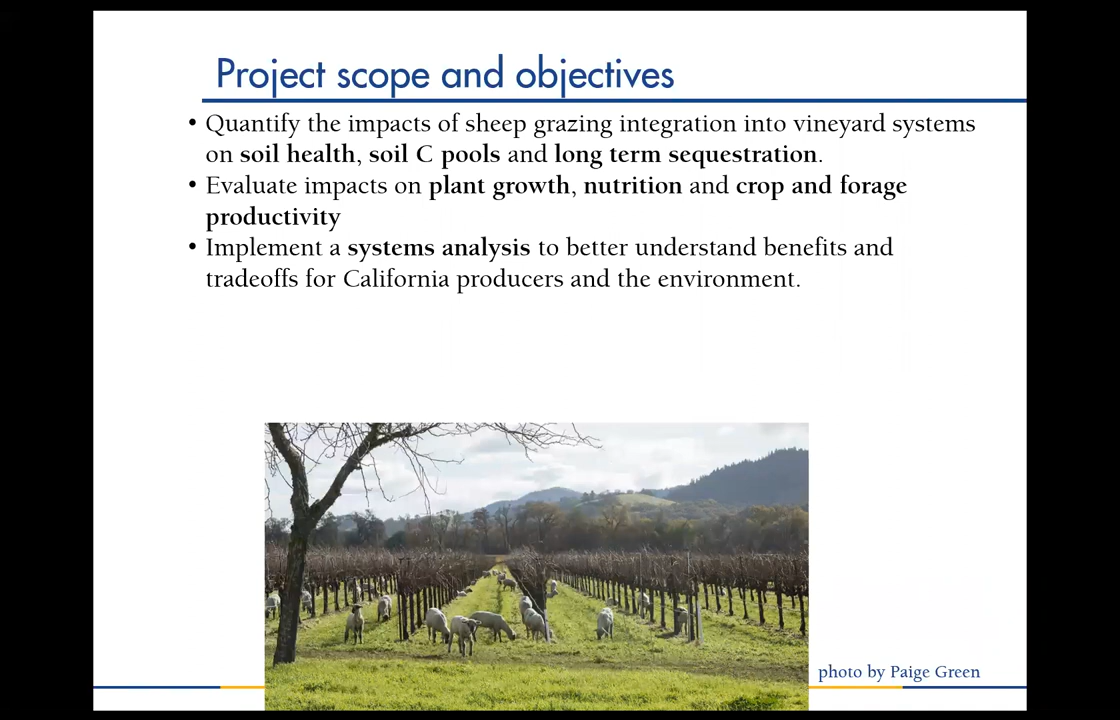 Project scope and objectives
• Quantify the impacts of sheep grazing integration into vineyard systems
on soil health, soil C pools and long term sequestration.
• Evaluate impacts on plant growth, nutrition and crop and forage
productivity
• Implement a systems analysis to better understand benefits and
tradeoffs for California producers and the environment.
photo by Paige Green